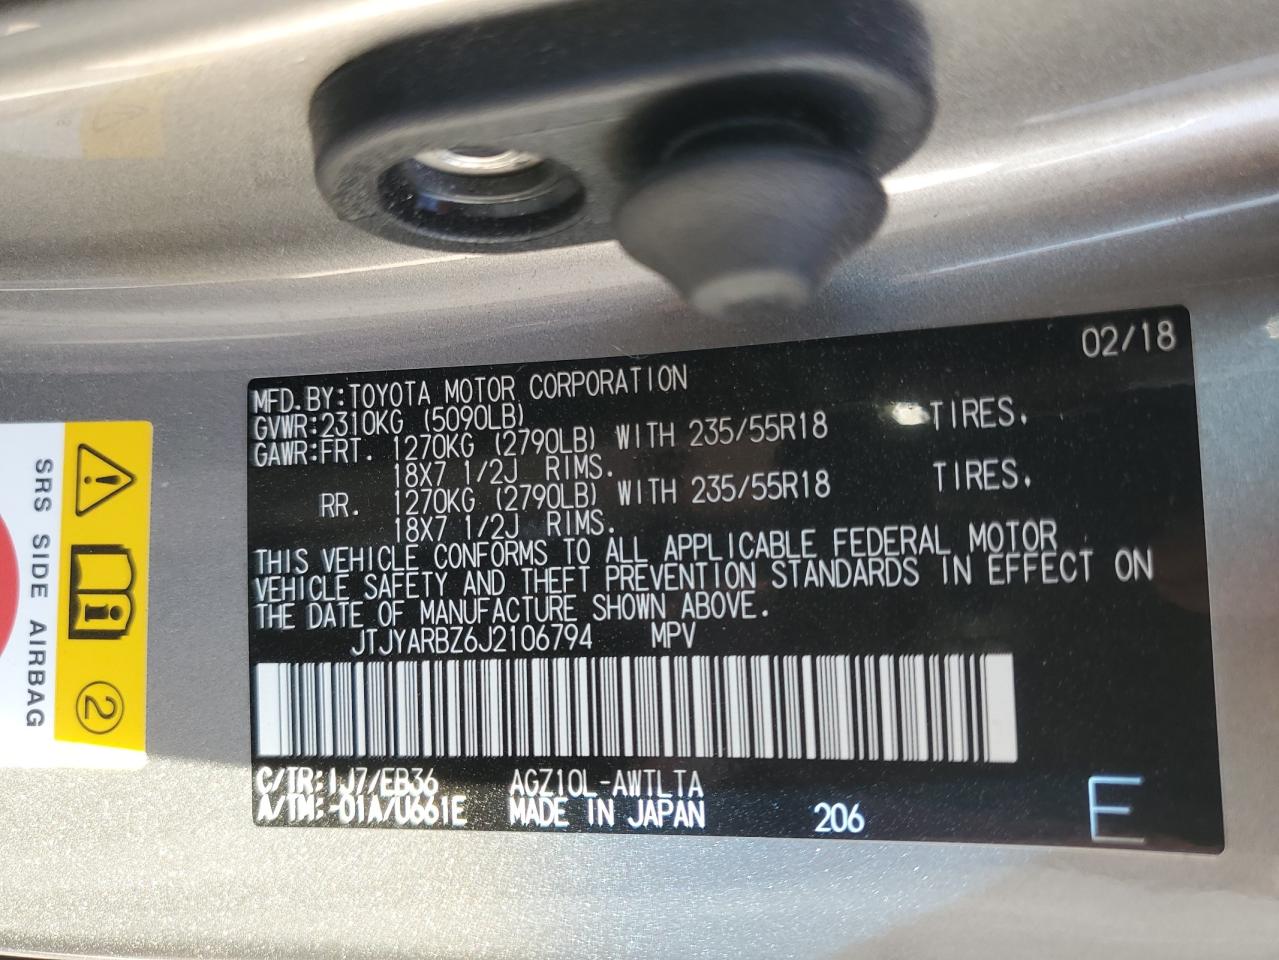 02/18
MFD.BY:TOYOTA MOTOR CORPORATION
GVWR:2310KG (5090LB)
GAWR:FRT. 1270KG (2790LB) WITH 235/55R18 TIRES.
18X7 1/2J RIMS.
RR. 1270KG (2790LB) WITH 235/55R18 TIRES.
18X7 1/2J RIMS.
THIS VEHICLE CONFORMS TO ALL APPLICABLE FEDERAL MOTOR
VEHICLE SAFETY AND THEFT PREVENTION STANDARDS IN EFFECT ON
THE DATE OF MANUFACTURE SHOWN ABOVE.
JTJYARBZ6J2106794 MPV
C/TR:1J7/EB36 AGZ10L-AWTLTA
A/TM:-01A/U661E MADE IN JAPAN 206 E
SRS SIDE AIRBAG
2